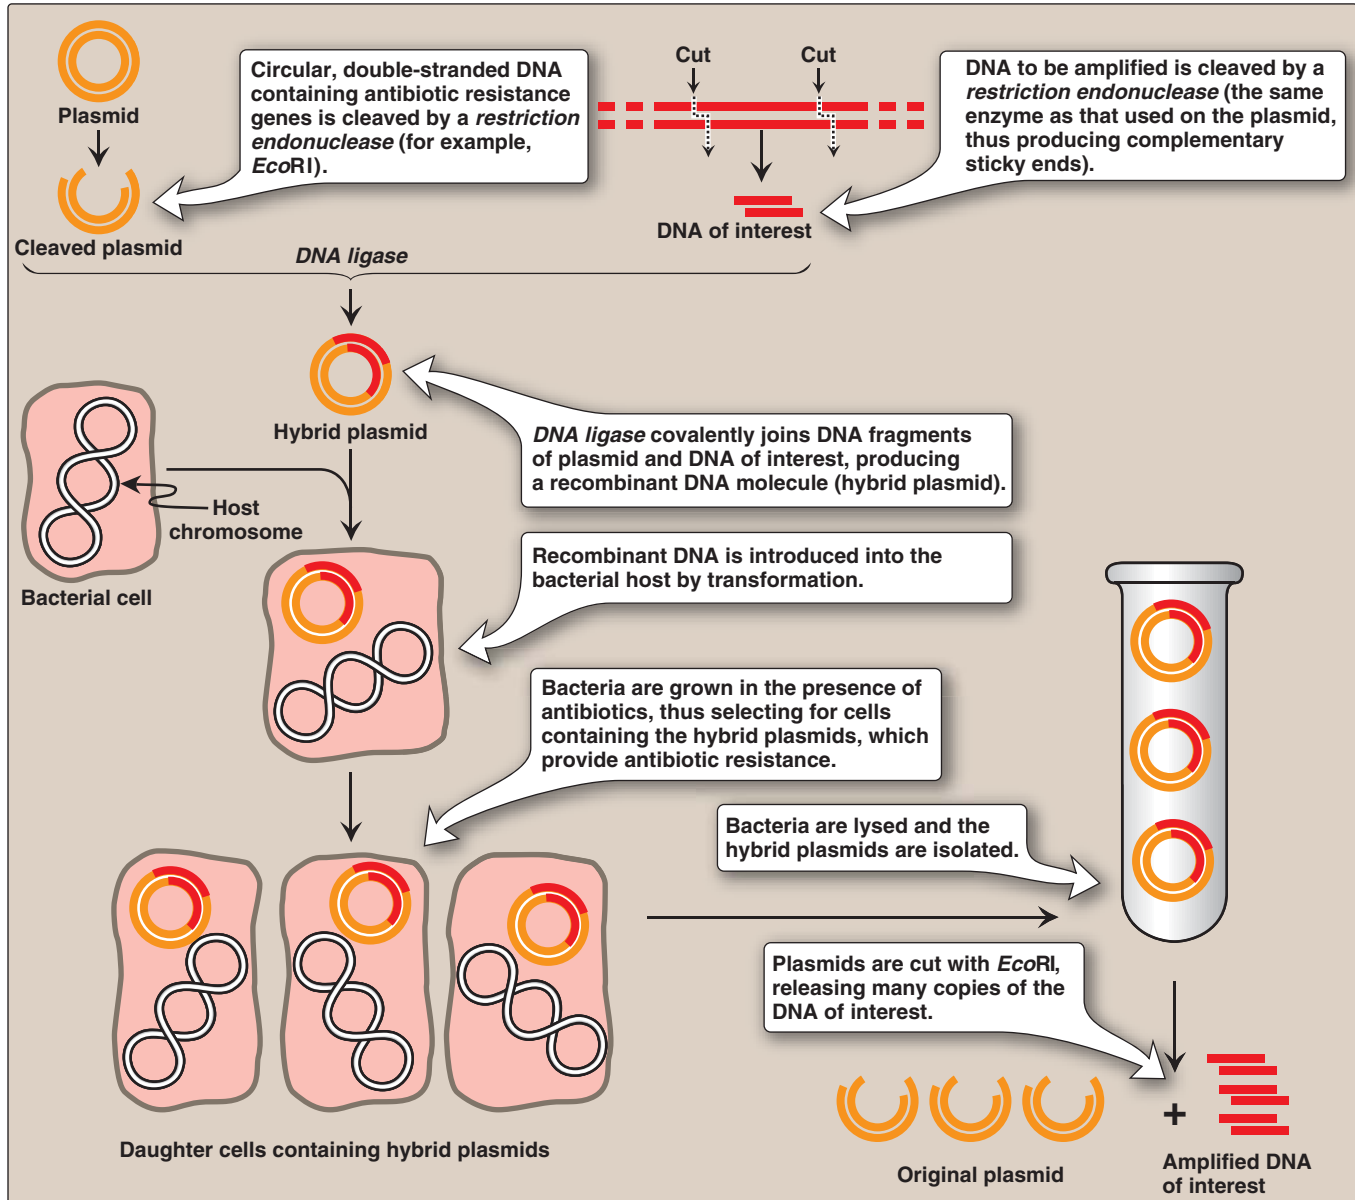 Plasmid
Circular, double-stranded DNA
containing antibiotic resistance
genes is cleaved by a restriction
endonuclease (for example,
EcoRI).
Cut
Cut
DNA to be amplified is cleaved by a
restriction endonuclease (the same
enzyme as that used on the plasmid,
thus producing complementary
sticky ends).
Cleaved plasmid
DNA of interest
DNA ligase
Hybrid plasmid
DNA ligase covalently joins DNA fragments
of plasmid and DNA of interest, producing
a recombinant DNA molecule (hybrid plasmid).
Host
chromosome
Bacterial cell
Recombinant DNA is introduced into the
bacterial host by transformation.
Bacteria are grown in the presence of
antibiotics, thus selecting for cells
containing the hybrid plasmids, which
provide antibiotic resistance.
Bacteria are lysed and the
hybrid plasmids are isolated.
Plasmids are cut with EcoRI,
releasing many copies of the
DNA of interest.
Daughter cells containing hybrid plasmids
+
Original plasmid
Amplified DNA
of interest